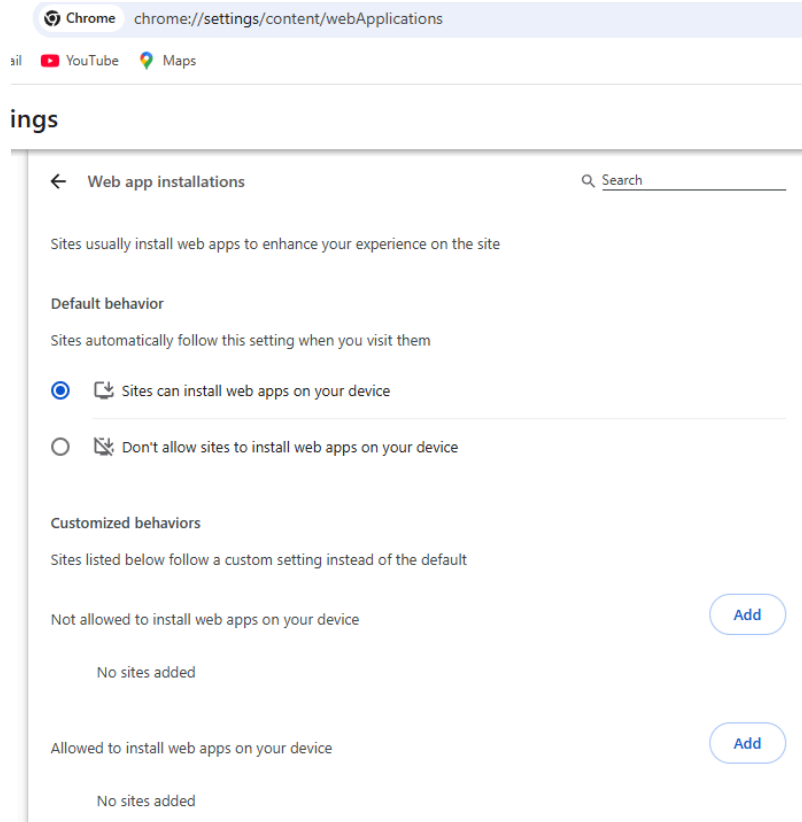 Chrome chrome://settings/content/webApplications
ail YouTube Maps
ings
Web app installations Search
Sites usually install web apps to enhance your experience on the site
Default behavior
Sites automatically follow this setting when you visit them
Sites can install web apps on your device
Don't allow sites to install web apps on your device
Customized behaviors
Sites listed below follow a custom setting instead of the default
Not allowed to install web apps on your device Add
No sites added
Allowed to install web apps on your device Add
No sites added